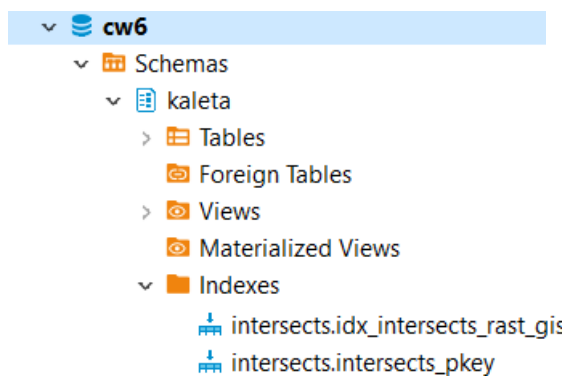 cw6
Schemas
kaleta
Tables
Foreign Tables
Views
Materialized Views
Indexes
intersects.idx_intersects_rast_gis
intersects.intersects_pkey